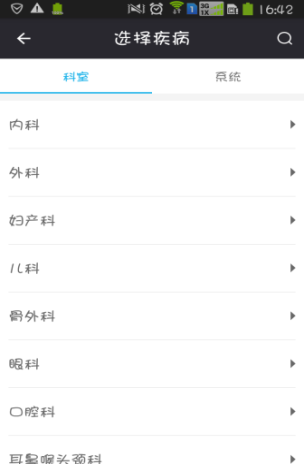 16:42
选择疾病
科室 系统
内科
外科
妇产科
儿科
骨外科
眼科
口腔科
耳鼻喉头颈科